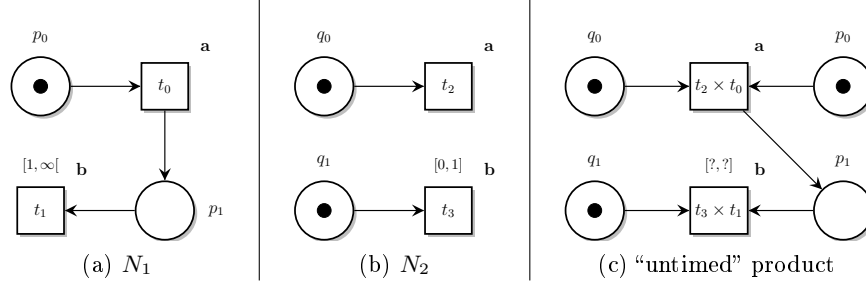 p₀ a q₀ a q₀ a p₀
t₀ t₂ t₂ × t₀
[1, ∞[ b q₁ [0, 1] b q₁ [?, ?] b p₁
t₁ p₁ t₃ t₃ × t₁
(a) N₁ (b) N₂ (c) “untimed” product